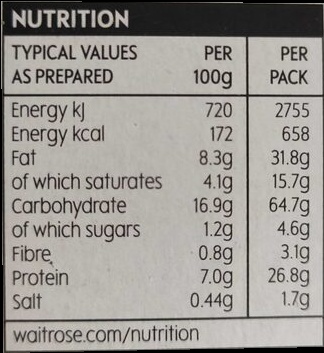 NUTRITION
TYPICAL VALUES PER PER
AS PREPARED 100g PACK
Energy kJ 720 2755
Energy kcal 172 658
Fat 8.3g 31.8g
of which saturates 4.1g 15.7g
Carbohydrate 16.9g 64.7g
of which sugars 1.2g 4.6g
Fibre 0.8g 3.1g
Protein 7.0g 26.8g
Salt 0.44g 1.7g
waitrose.com/nutrition